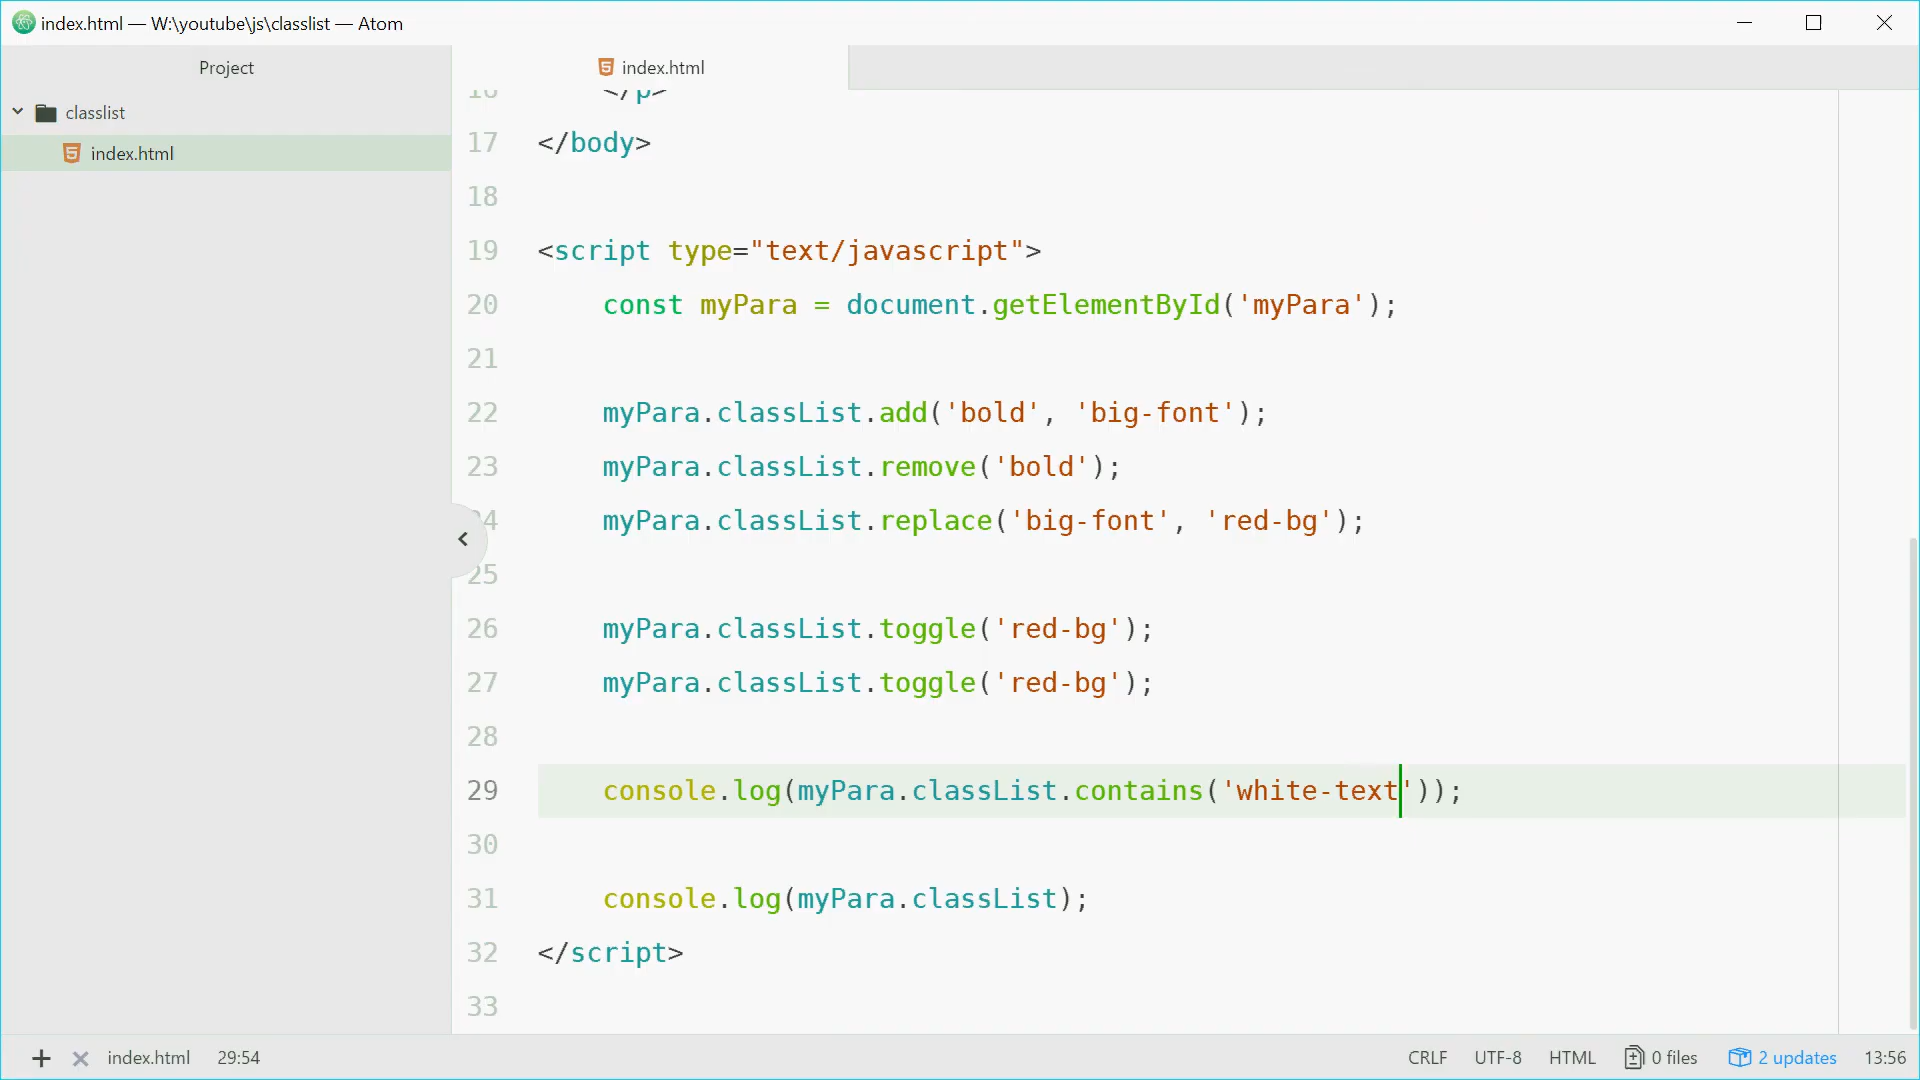 index.html — W:\youtube\js\classlist — Atom
Project
classlist
index.html
index.html
16 </p>
17 </body>
18
19 <script type="text/javascript">
20 const myPara = document.getElementById('myPara');
21
22 myPara.classList.add('bold', 'big-font');
23 myPara.classList.remove('bold');
24 myPara.classList.replace('big-font', 'red-bg');
25
26 myPara.classList.toggle('red-bg');
27 myPara.classList.toggle('red-bg');
28
29 console.log(myPara.classList.contains('white-text'));
30
31 console.log(myPara.classList);
32 </script>
33
index.html 29:54 CRLF UTF-8 HTML 0 files 2 updates 13:56